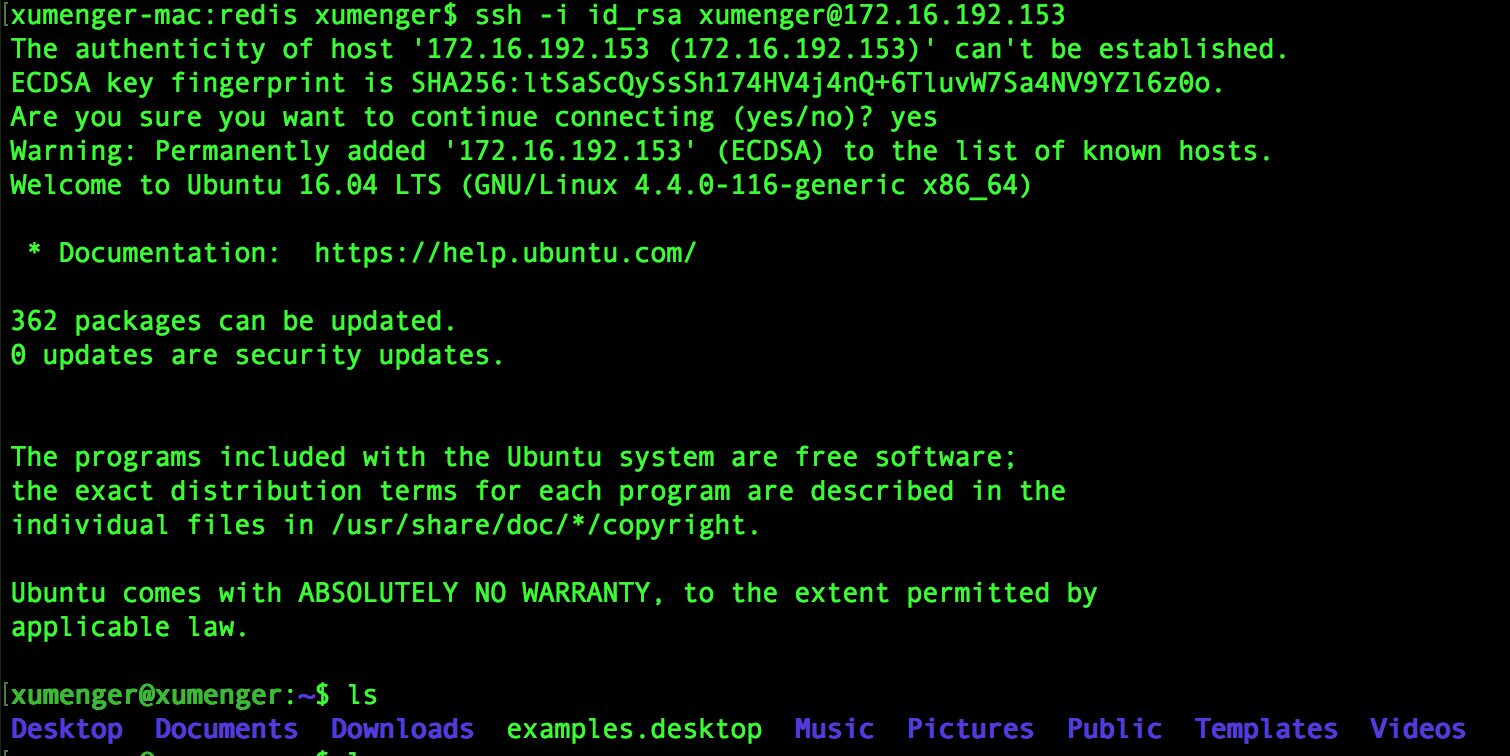 [xumenger-mac:redis xumenger$ ssh -i id_rsa xumenger@172.16.192.153
The authenticity of host '172.16.192.153 (172.16.192.153)' can't be established.
ECDSA key fingerprint is SHA256:ltSaScQySsSh174HV4j4nQ+6TluvW7Sa4NV9YZl6z0o.
Are you sure you want to continue connecting (yes/no)? yes
Warning: Permanently added '172.16.192.153' (ECDSA) to the list of known hosts.
Welcome to Ubuntu 16.04 LTS (GNU/Linux 4.4.0-116-generic x86_64)
* Documentation:  https://help.ubuntu.com/
362 packages can be updated.
0 updates are security updates.
The programs included with the Ubuntu system are free software;
the exact distribution terms for each program are described in the
individual files in /usr/share/doc/*/copyright.
Ubuntu comes with ABSOLUTELY NO WARRANTY, to the extent permitted by
applicable law.
[xumenger@xumenger:~$ ls
Desktop  Documents  Downloads  examples.desktop  Music  Pictures  Public  Templates  Videos